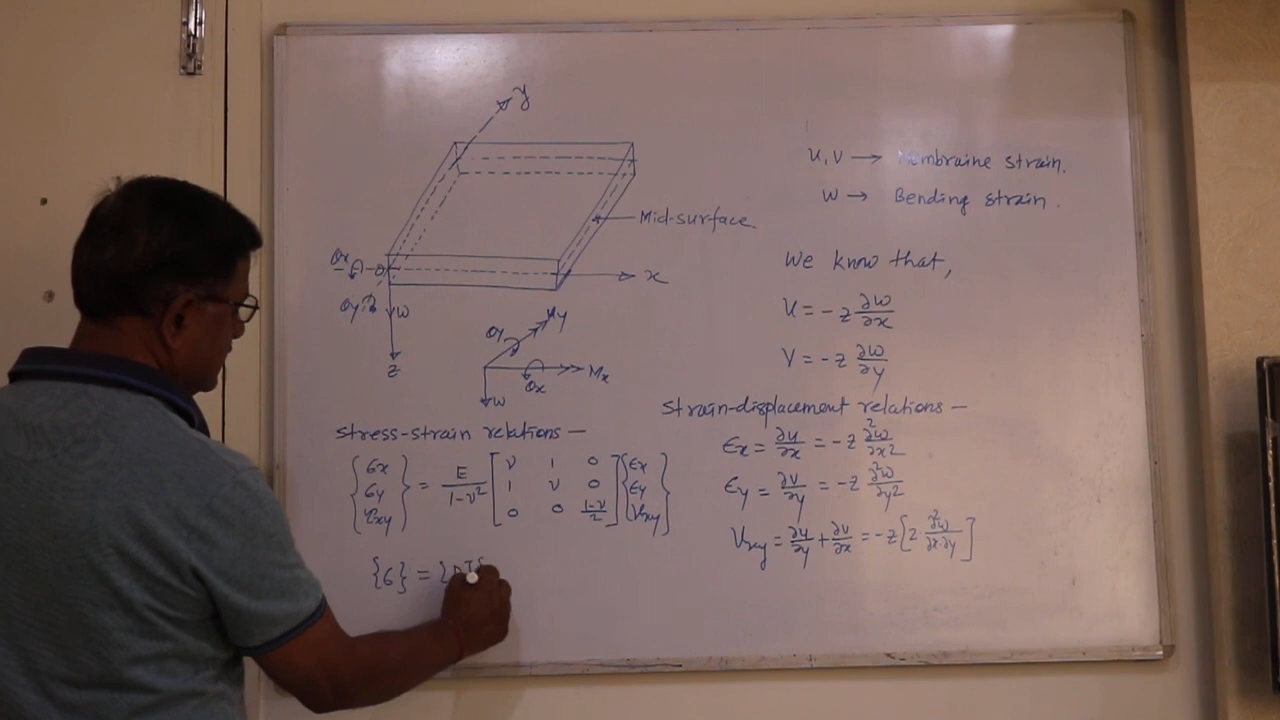 y
Mid-surface
x
θx
θy
w
z
θy
My
θx
Mx
w
u, v → Membraine strain.
w → Bending strain.
We know that,
u = -z ∂w/∂x
v = -z ∂w/∂y
Strain-displacement relations —
εx = ∂u/∂x = -z ∂²w/∂x²
εy = ∂v/∂y = -z ∂²w/∂y²
γxy = ∂u/∂y + ∂v/∂x = -z [2 · ∂²w/∂x·∂y]
Stress-strain relations —
{σx σy τxy} = E/1-ν² [ν 1 0; 1 ν 0; 0 0 1-ν/2] {εx εy γxy}
{σ} = [D]{